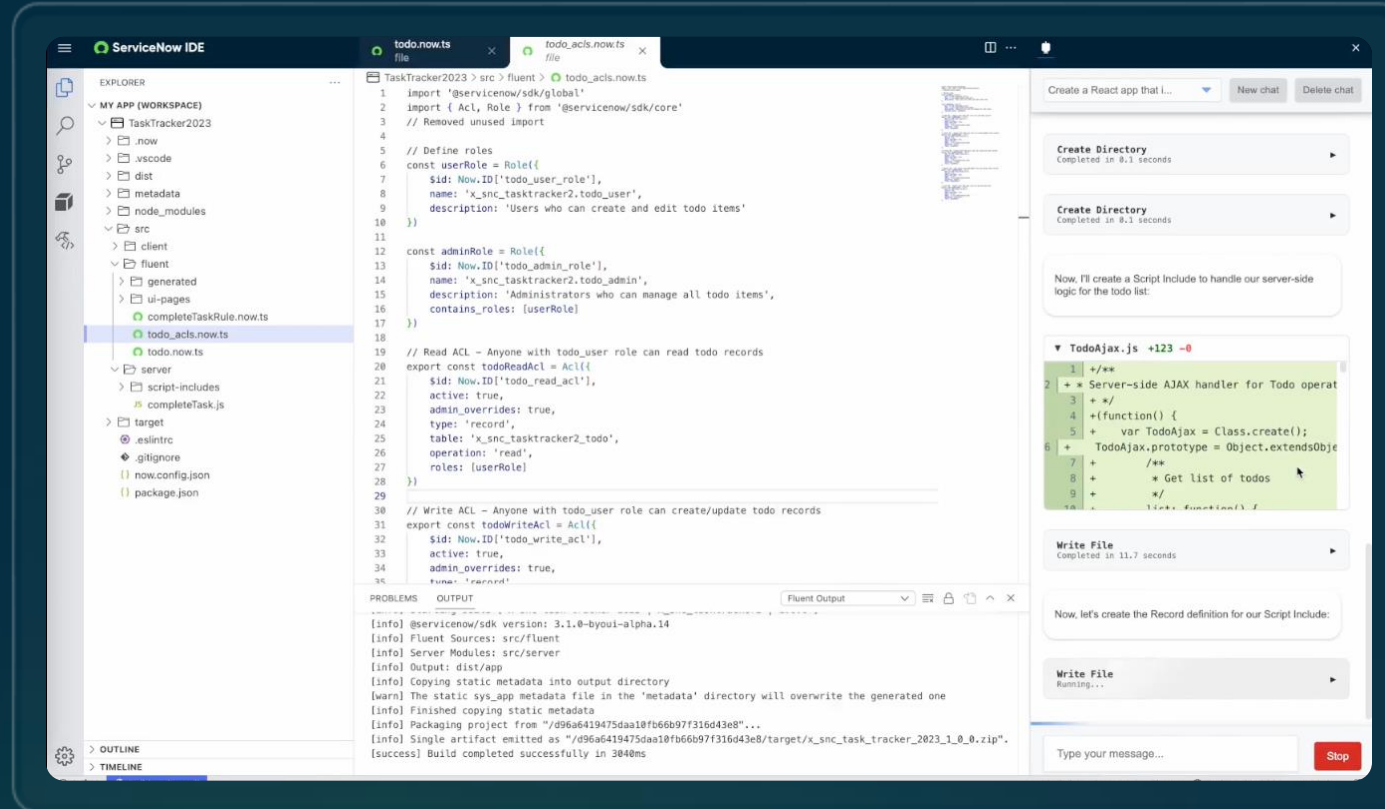 ServiceNow IDE
todo.now.ts
file
todo_acls.now.ts
file
EXPLORER
MY APP (WORKSPACE)
TaskTracker2023
.now
.vscode
dist
metadata
node_modules
src
client
fluent
generated
ui-pages
completeTaskRule.now.ts
todo_acls.now.ts
todo.now.ts
server
script-includes
JS completeTask.js
target
.eslintrc
.gitignore
{} now.config.json
{} package.json
OUTLINE
TIMELINE
TaskTracker2023 > src > fluent > todo_acls.now.ts
1 import '@servicenow/sdk/global'
2 import { Acl, Role } from '@servicenow/sdk/core'
3 // Removed unused import
4
5 // Define roles
6 const userRole = Role({
7 $id: Now.ID['todo_user_role'],
8 name: 'x_snc_tasktracker2.todo_user',
9 description: 'Users who can create and edit todo items'
10 })
11
12 const adminRole = Role({
13 $id: Now.ID['todo_admin_role'],
14 name: 'x_snc_tasktracker2.todo_admin',
15 description: 'Administrators who can manage all todo items',
16 contains_roles: [userRole]
17 })
18
19 // Read ACL – Anyone with todo_user role can read todo records
20 export const todoReadAcl = Acl({
21 $id: Now.ID['todo_read_acl'],
22 active: true,
23 admin_overrides: true,
24 type: 'record',
25 table: 'x_snc_tasktracker2_todo',
26 operation: 'read',
27 roles: [userRole]
28 })
29
30 // Write ACL – Anyone with todo_user role can create/update todo records
31 export const todoWriteAcl = Acl({
32 $id: Now.ID['todo_write_acl'],
33 active: true,
34 admin_overrides: true,
35 type: 'record'
PROBLEMS OUTPUT
Fluent Output
[info] @servicenow/sdk version: 3.1.0-byoui-alpha.14
[info] Fluent Sources: src/fluent
[info] Server Modules: src/server
[info] Output: dist/app
[info] Copying static metadata into output directory
[warn] The static sys_app metadata file in the 'metadata' directory will overwrite the generated one
[info] Finished copying static metadata
[info] Packaging project from "/d96a6419475daa10fb66b97f316d43e8"...
[info] Single artifact emitted as "/d96a6419475daa10fb66b97f316d43e8/target/x_snc_task_tracker_2023_1_0_0.zip".
[success] Build completed successfully in 3040ms
Create a React app that i...
New chat
Delete chat
Create Directory
Completed in 0.1 seconds
Create Directory
Completed in 0.1 seconds
Now, I'll create a Script Include to handle our server-side
logic for the todo list:
TodoAjax.js +123 -0
1 +/**
2 + * Server-side AJAX handler for Todo operat
3 + */
4 +(function() {
5 + var TodoAjax = Class.create();
6 + TodoAjax.prototype = Object.extendsObje
7 + /**
8 + * Get list of todos
9 + */
10 + list: function() {
Write File
Completed in 11.7 seconds
Now, let's create the Record definition for our Script Include:
Write File
Running...
Type your message...
Stop